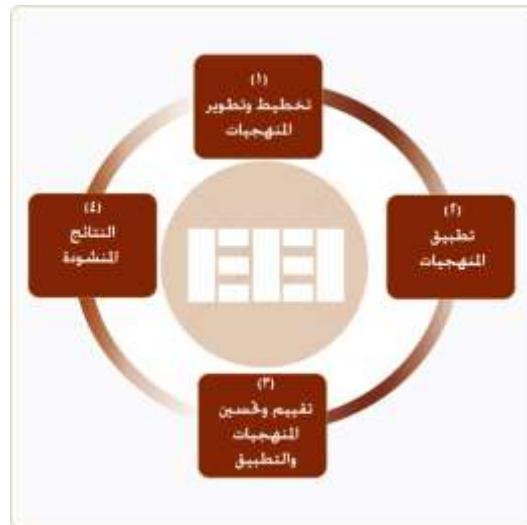 (١)
تخطيط وتطوير
المنهجيات
(٢)
تطبيق
المنهجيات
(٣)
تقييم وتحسين
المنهجيات
والتطبيق
(٤)
النتائج
المنشودة